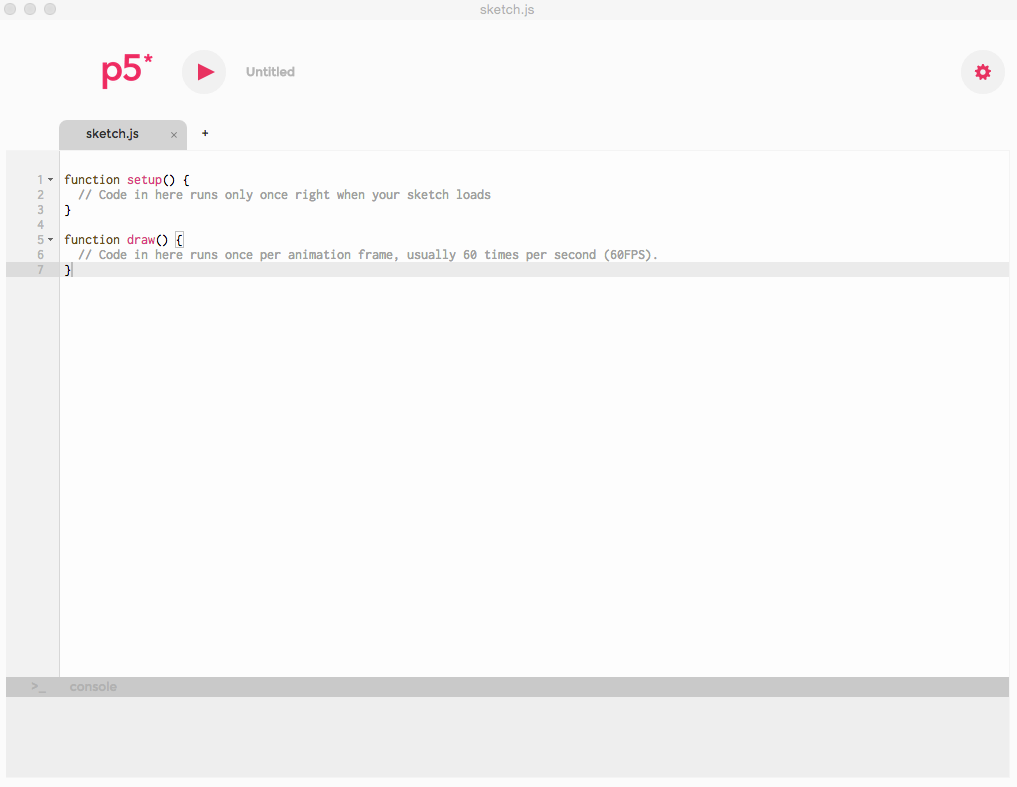 sketch.js
p5*
Untitled
sketch.js × +
1 function setup() {
2 // Code in here runs only once right when your sketch loads
3 }
4
5 function draw() {
6 // Code in here runs once per animation frame, usually 60 times per second (60FPS).
7 }
>_ console